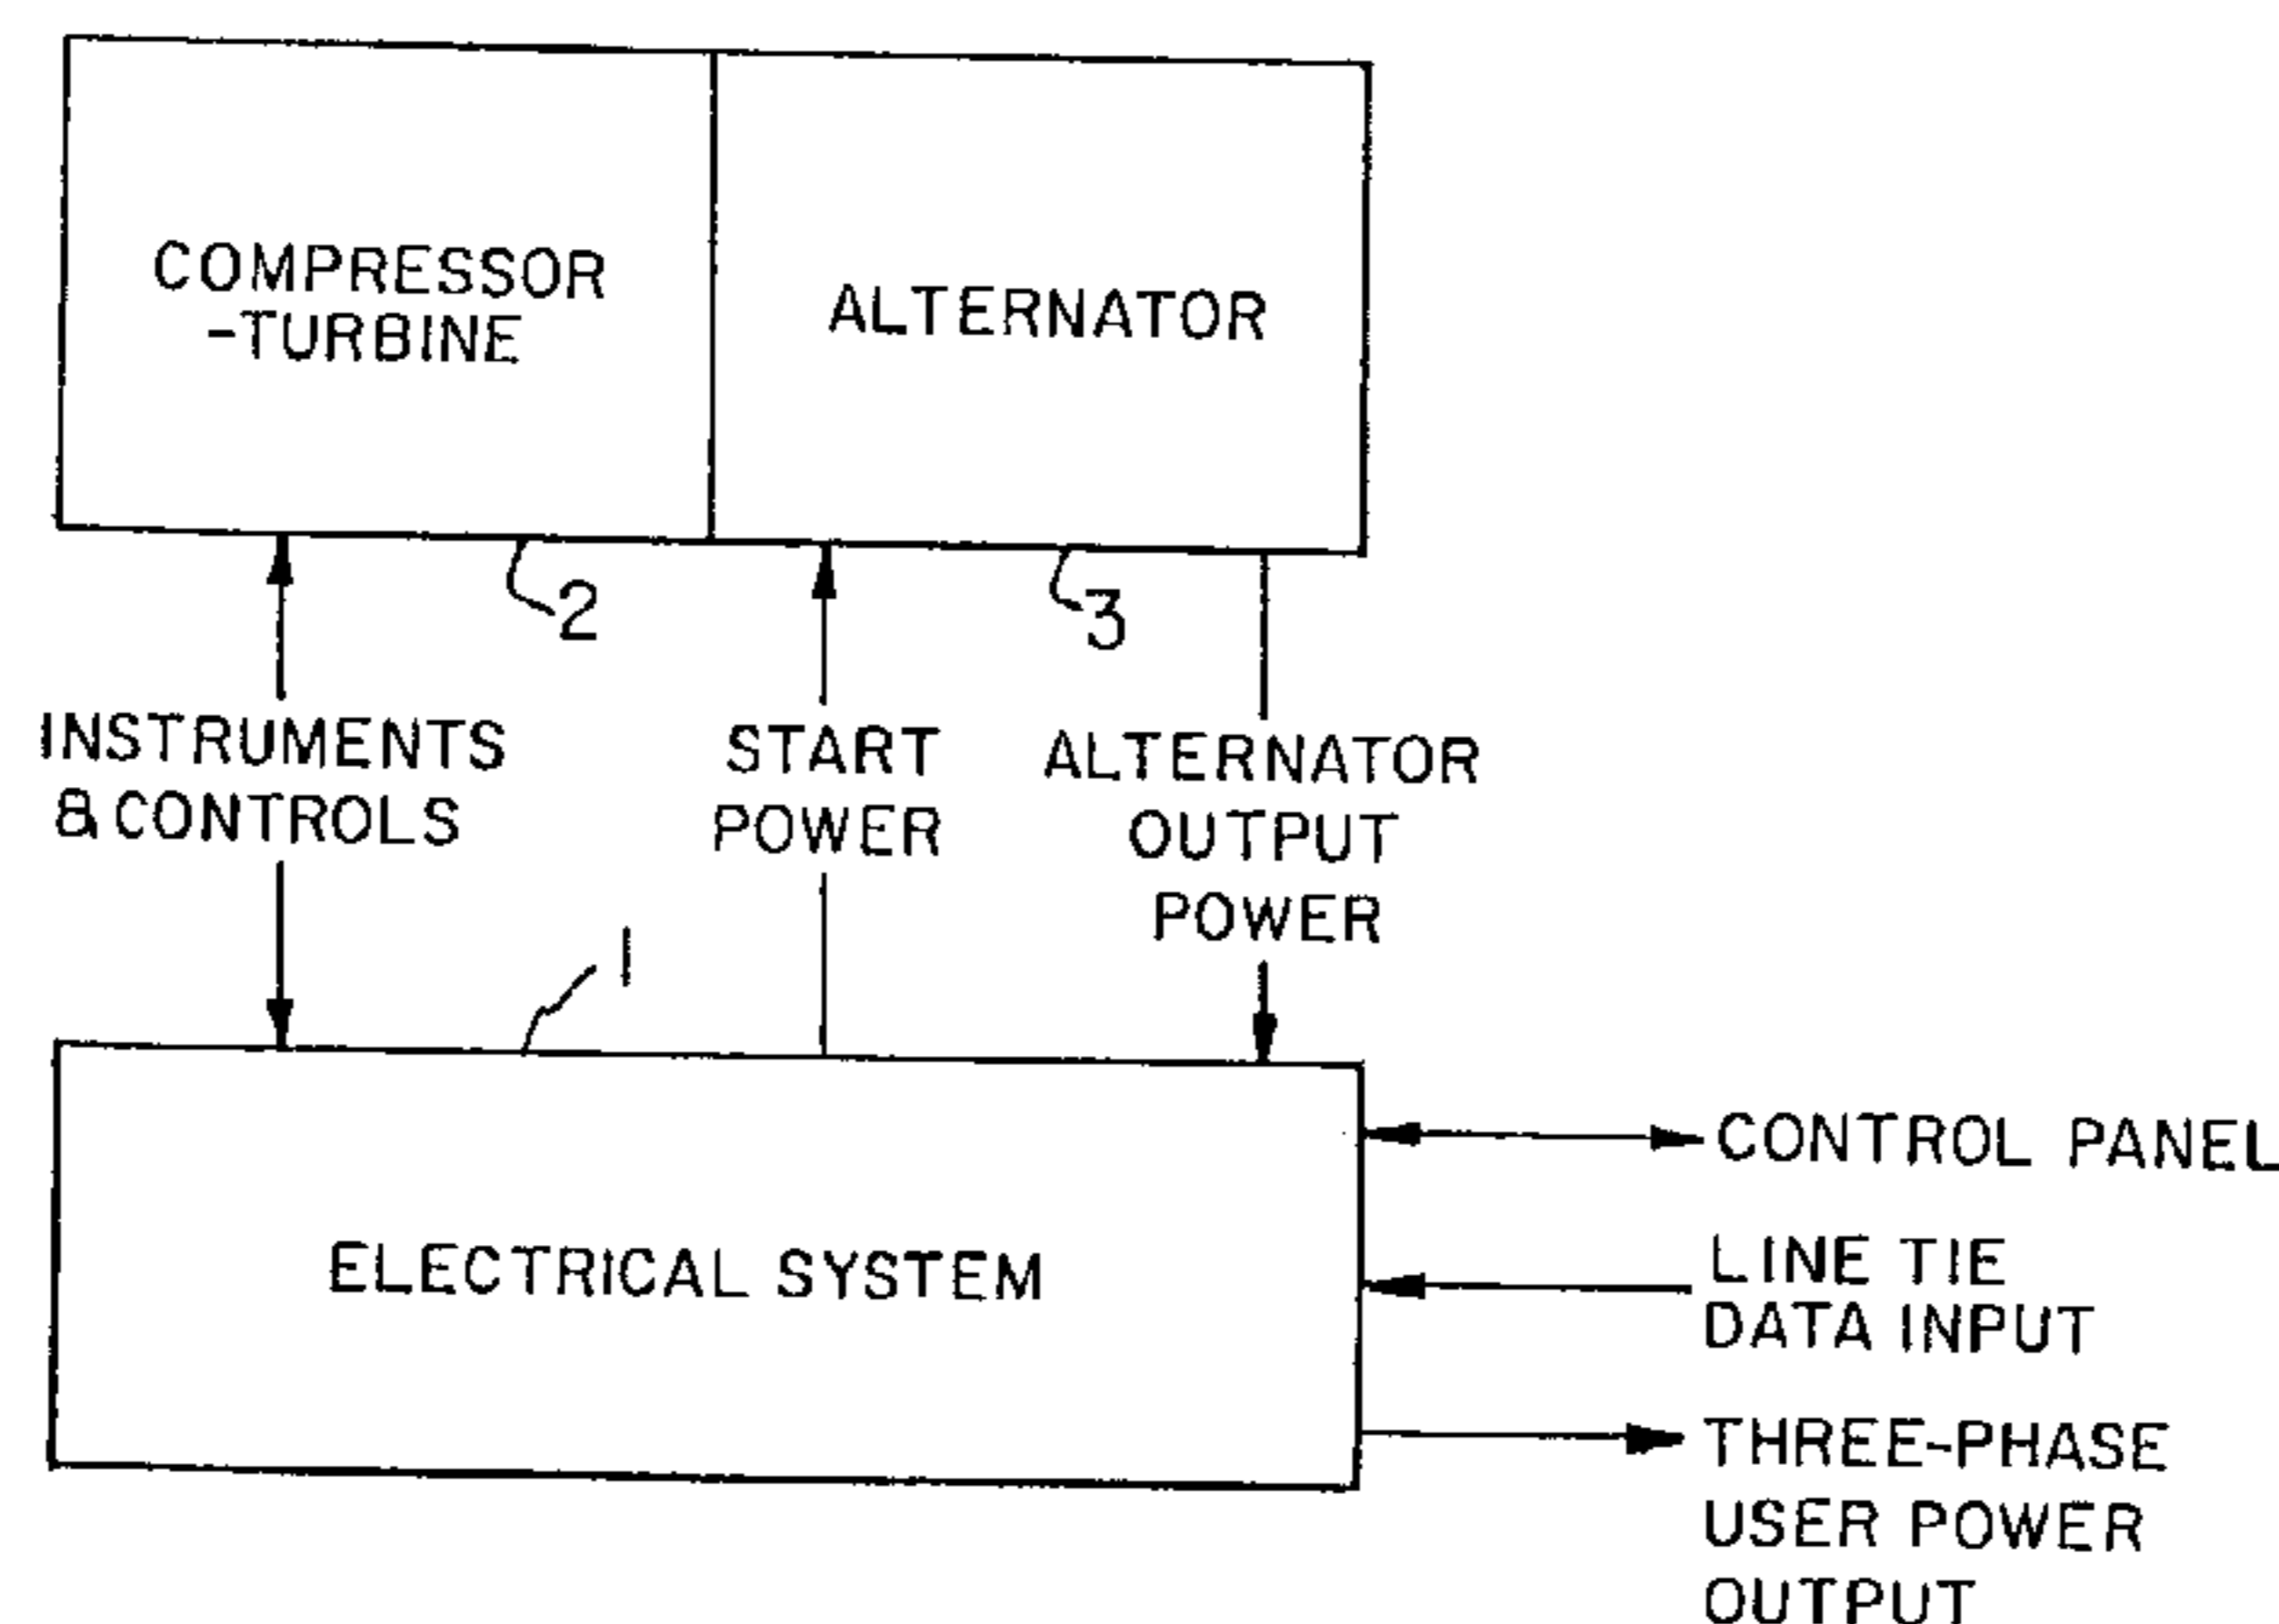 COMPRESSOR
-TURBINE
ALTERNATOR
2
3
INSTRUMENTS
& CONTROLS
START
POWER
ALTERNATOR
OUTPUT
POWER
1
ELECTRICAL SYSTEM
CONTROL PANEL
LINE TIE
DATA INPUT
THREE-PHASE
USER POWER
OUTPUT